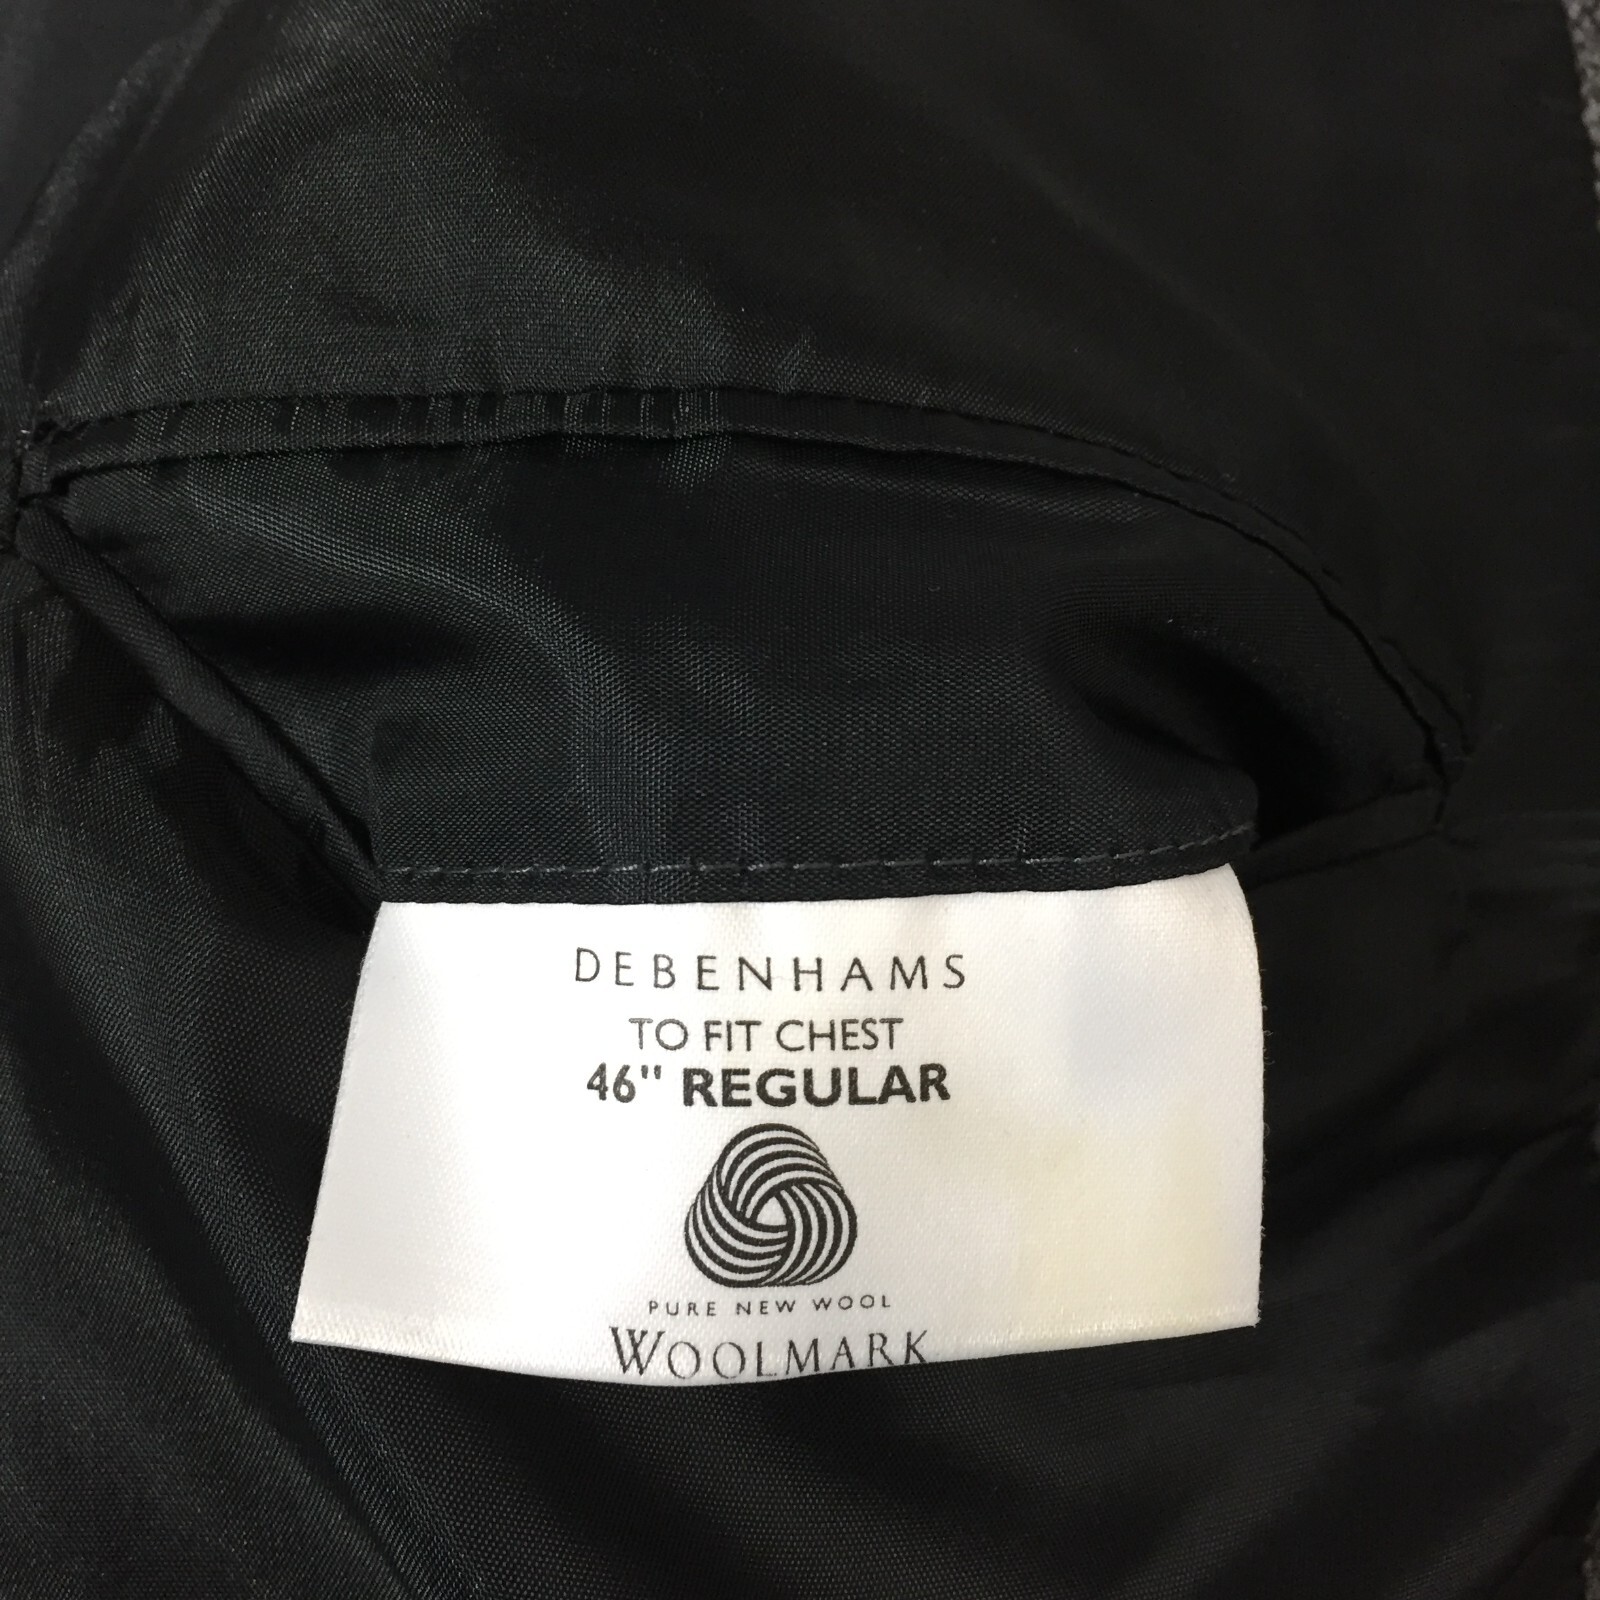 DEBENHAMS
TO FIT CHEST
46" REGULAR
PURE NEW WOOL
WOOLMARK